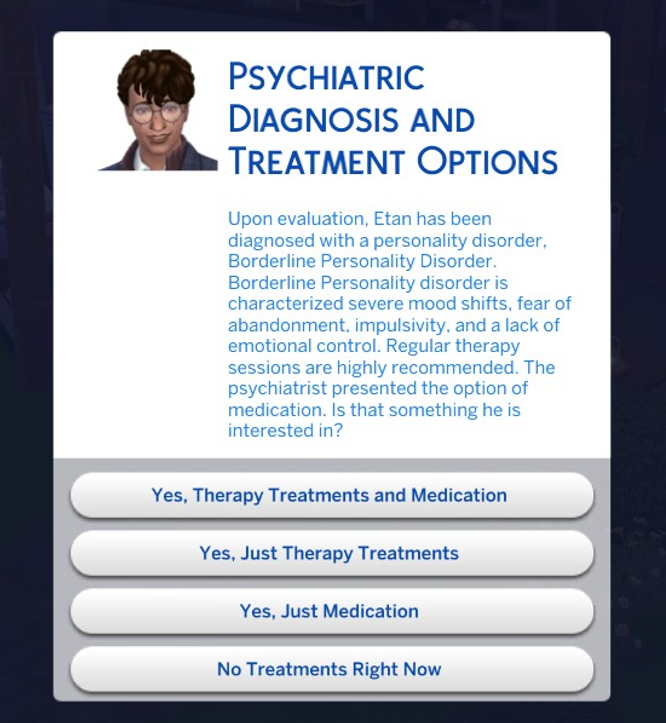 Psychiatric
Diagnosis and
Treatment Options
Upon evaluation, Etan has been
diagnosed with a personality disorder,
Borderline Personality Disorder.
Borderline Personality disorder is
characterized severe mood shifts, fear of
abandonment, impulsivity, and a lack of
emotional control. Regular therapy
sessions are highly recommended. The
psychiatrist presented the option of
medication. Is that something he is
interested in?
Yes, Therapy Treatments and Medication
Yes, Just Therapy Treatments
Yes, Just Medication
No Treatments Right Now